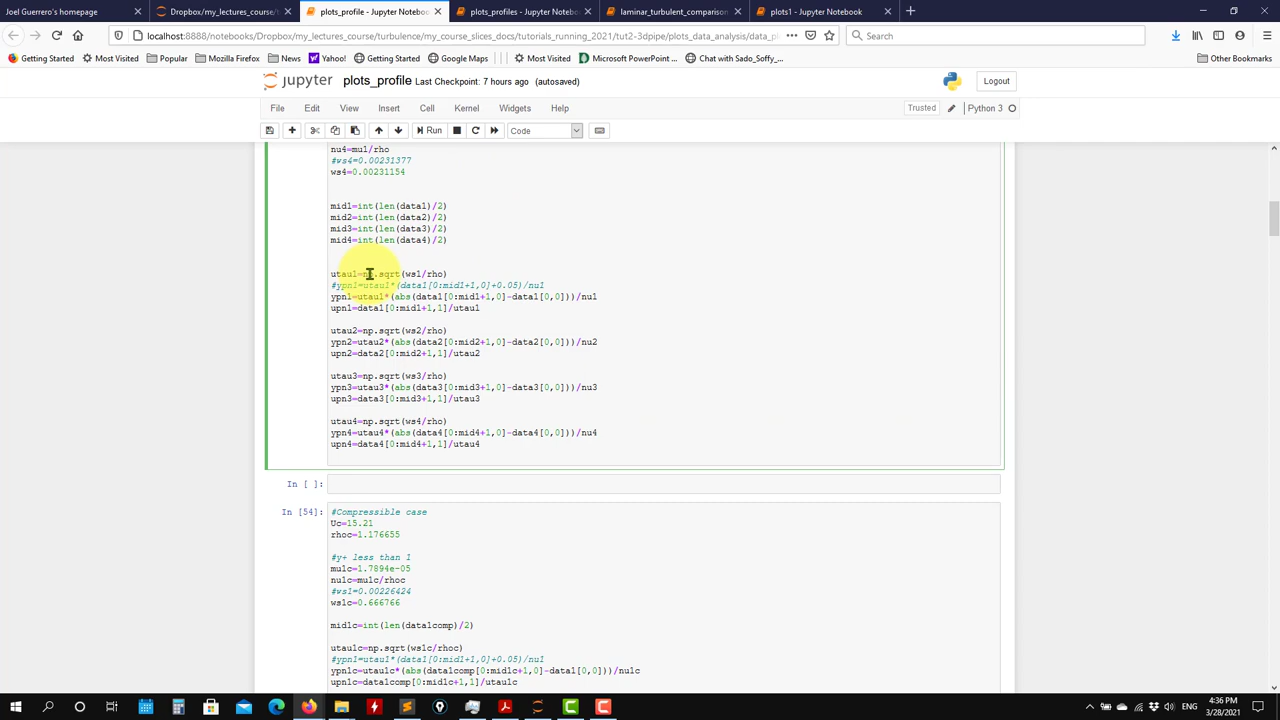 Joel Guerrero's homepage
Dropbox/my_lectures_course/t
plots_profile - Jupyter Notebook
plots_profiles - Jupyter Notebook
laminar_turbulent_comparison
plots1 - Jupyter Notebook
localhost:8888/notebooks/Dropbox/my_lectures_course/turbulence/my_course_slices_docs/tutorials_running_2021/tut2-3dpipe/plots_data_analysis/data_pl
Search
Getting Started
Most Visited
Popular
Mozilla Firefox
News
Yahoo!
Getting Started
Google Maps
Most Visited
Microsoft PowerPoint ...
Chat with Sado_Soffy_...
Other Bookmarks
jupyter plots_profile Last Checkpoint: 7 hours ago (autosaved)
Logout
File Edit View Insert Cell Kernel Widgets Help
Trusted
Python 3
Run
Code
nu4=mu1/rho
#ws4=0.00231377
ws4=0.00231154
mid1=int(len(data1)/2)
mid2=int(len(data2)/2)
mid3=int(len(data3)/2)
mid4=int(len(data4)/2)
utau1=np.sqrt(ws1/rho)
#ypn1=utau1*(data1[0:mid1+1,0]+0.05)/nu1
ypn1=utau1*(abs(data1[0:mid1+1,0]-data1[0,0]))/nu1
upn1=data1[0:mid1+1,1]/utau1
utau2=np.sqrt(ws2/rho)
ypn2=utau2*(abs(data2[0:mid2+1,0]-data2[0,0]))/nu2
upn2=data2[0:mid2+1,1]/utau2
utau3=np.sqrt(ws3/rho)
ypn3=utau3*(abs(data3[0:mid3+1,0]-data3[0,0]))/nu3
upn3=data3[0:mid3+1,1]/utau3
utau4=np.sqrt(ws4/rho)
ypn4=utau4*(abs(data4[0:mid4+1,0]-data4[0,0]))/nu4
upn4=data4[0:mid4+1,1]/utau4
In [ ]:
In [54]:
#Compressible case
Uc=15.21
rhoc=1.176655
#y+ less than 1
mu1c=1.7894e-05
nu1c=mu1c/rhoc
#ws1=0.00226424
ws1c=0.666766
mid1c=int(len(data1comp)/2)
utau1c=np.sqrt(ws1c/rhoc)
#ypn1=utau1*(data1[0:mid1+1,0]+0.05)/nu1
ypn1c=utau1c*(abs(data1comp[0:mid1c+1,0]-data1[0,0]))/nu1c
upn1c=data1comp[0:mid1c+1,1]/utau1c
4:36 PM
3/28/2021